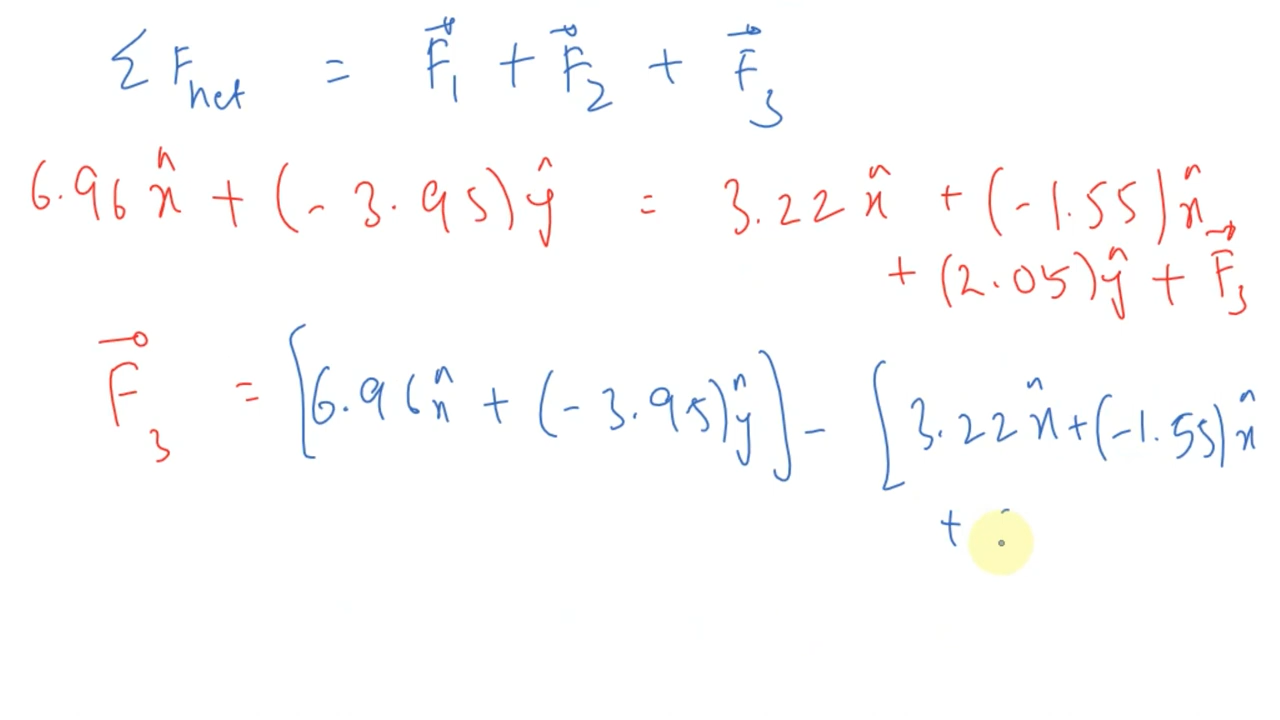 Σ F_net = F⃗₁ + F⃗₂ + F⃗₃
6.96 x̂ + (-3.95) ŷ = 3.22 x̂ + (-1.55) x̂
+ (2.05) ŷ + F⃗₃
F⃗₃ = [6.96 x̂ + (-3.95) ŷ] - [3.22 x̂ + (-1.55) x̂
+